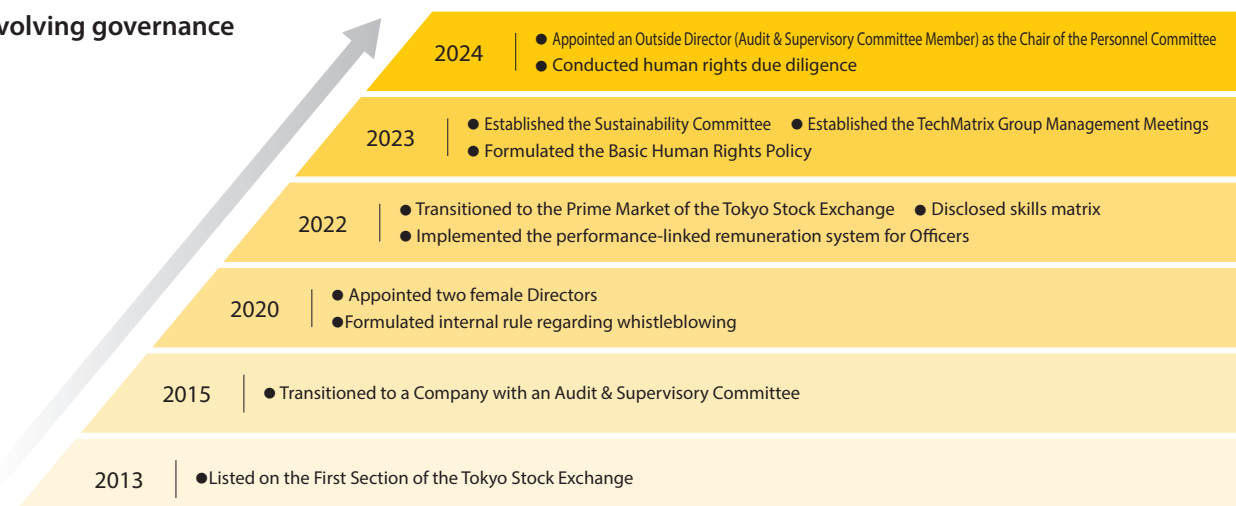 volving governance
2024
● Appointed an Outside Director (Audit & Supervisory Committee Member) as the Chair of the Personnel Committee
● Conducted human rights due diligence
2023
● Established the Sustainability Committee ● Established the TechMatrix Group Management Meetings
● Formulated the Basic Human Rights Policy
2022
● Transitioned to the Prime Market of the Tokyo Stock Exchange ● Disclosed skills matrix
● Implemented the performance-linked remuneration system for Officers
2020
● Appointed two female Directors
●Formulated internal rule regarding whistleblowing
2015
● Transitioned to a Company with an Audit & Supervisory Committee
2013
●Listed on the First Section of the Tokyo Stock Exchange